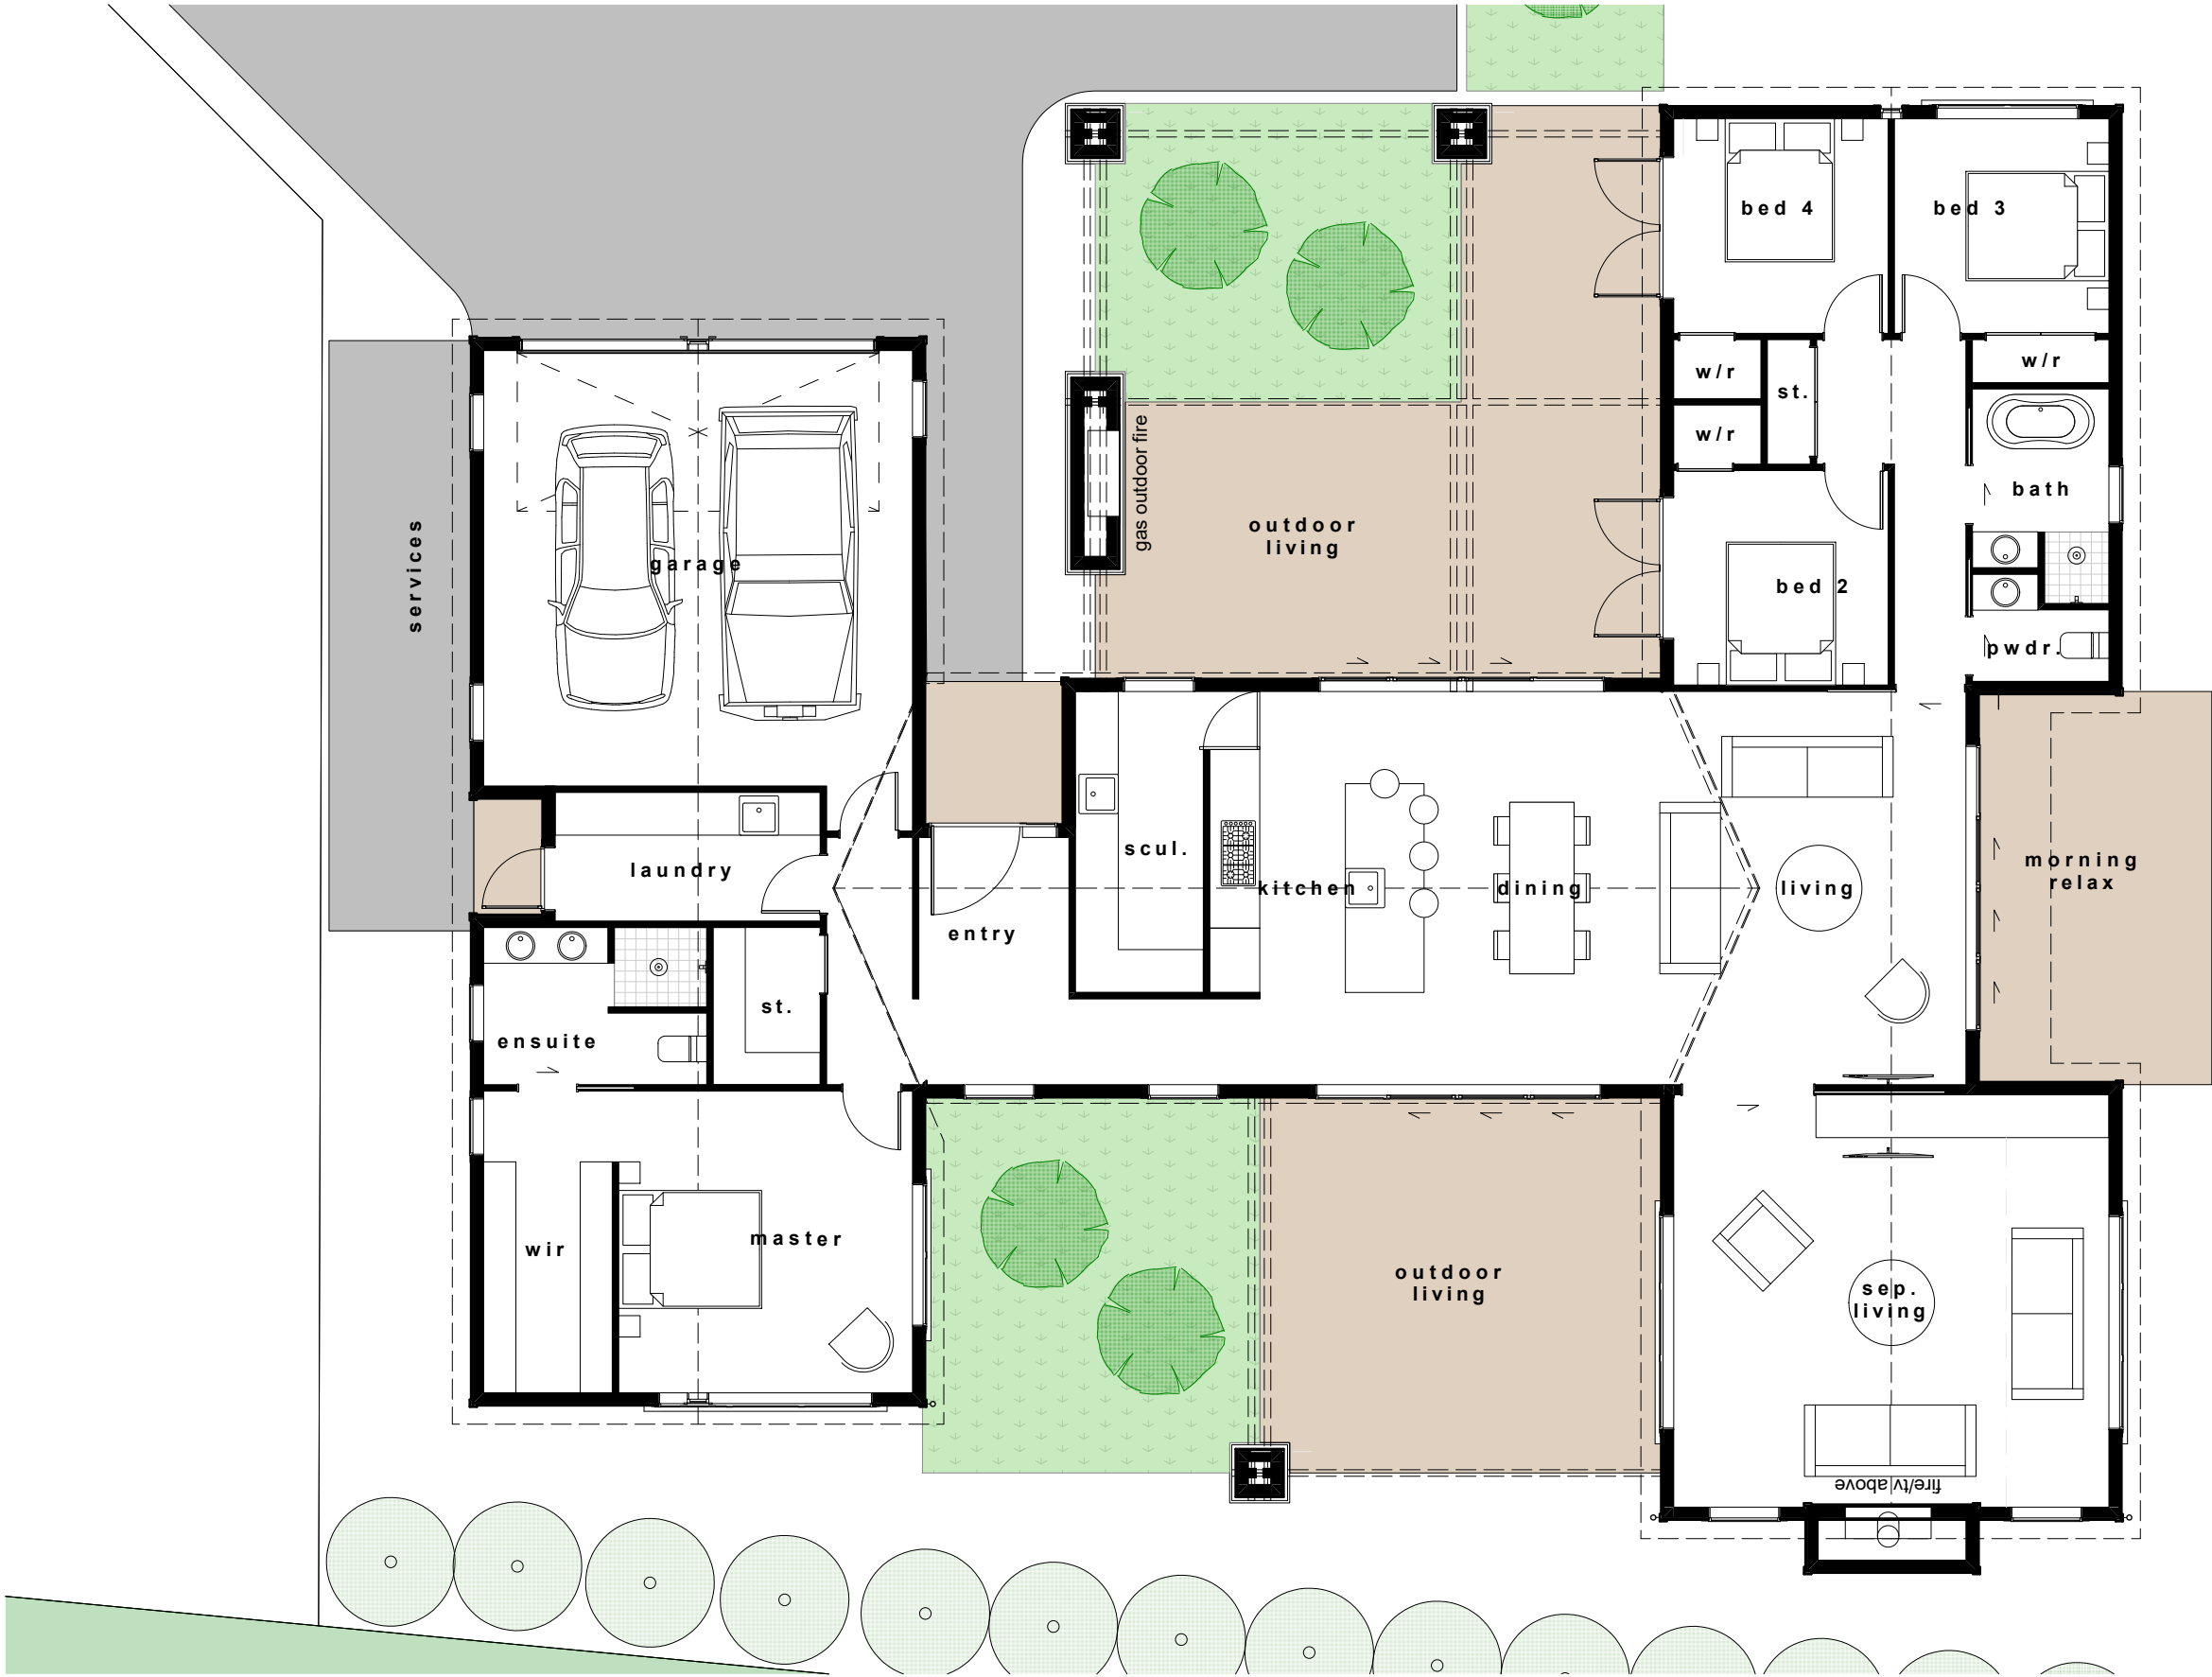 bed 4
bed 3
w/r
st.
w/r
w/r
bath
gas outdoor fire
outdoor
living
services
garage
bed 2
pwdr.
scul.
laundry
kitchen
dining
living
morning
relax
entry
st.
ensuite
wir
master
outdoor
living
sep.
living
fire/tv above